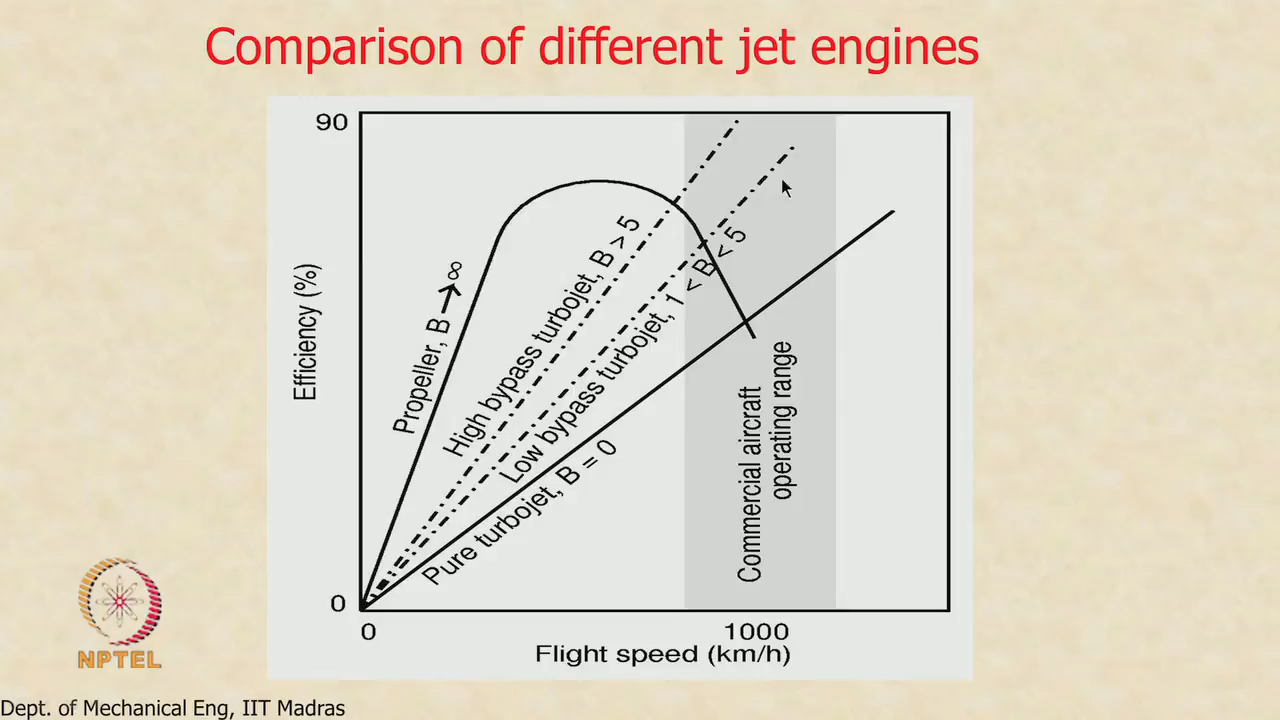 Comparison of different jet engines
90
Efficiency (%)
0
Propeller, B→∞
High bypass turbojet, B > 5
Low bypass turbojet, 1 < B < 5
Pure turbojet, B = 0
Commercial aircraft
operating range
0
1000
Flight speed (km/h)
NPTEL
Dept. of Mechanical Eng, IIT Madras